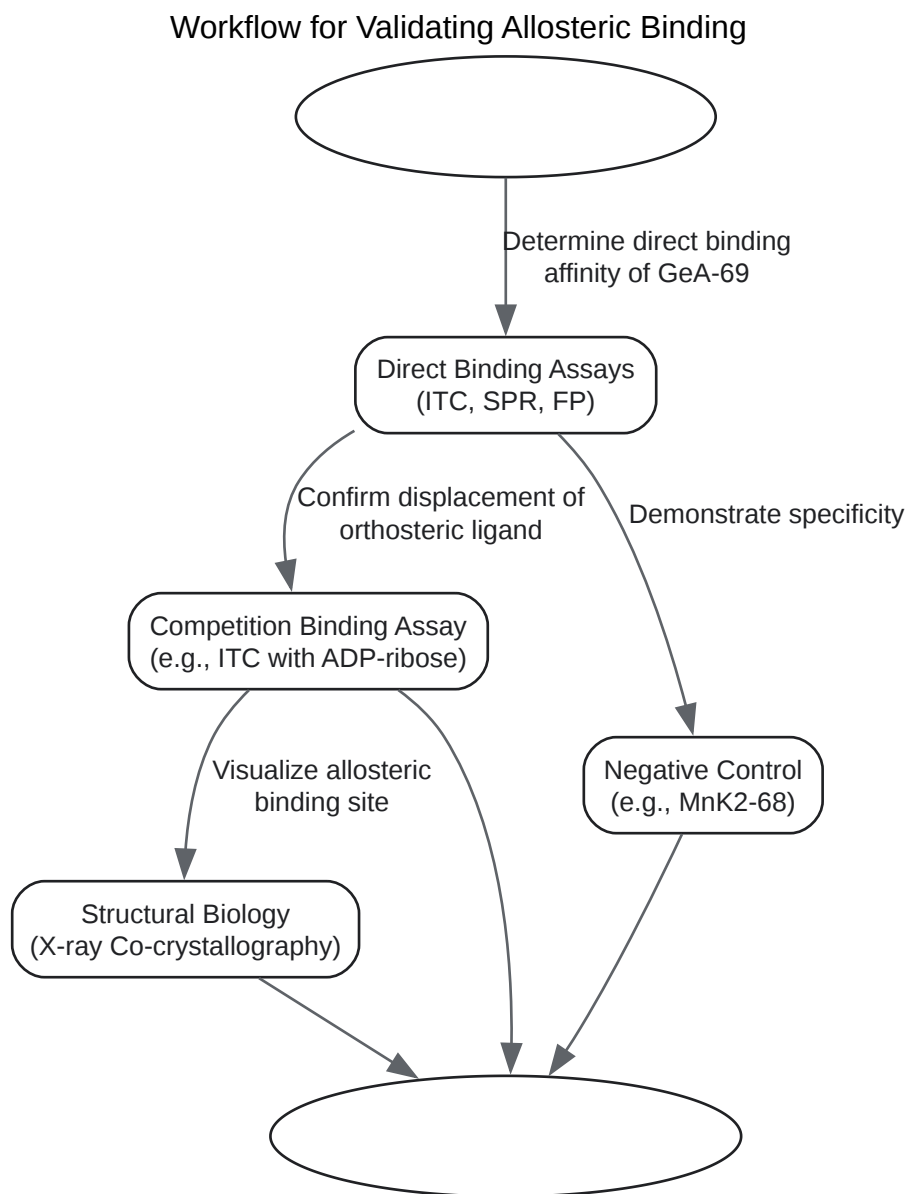 Workflow for Validating Allosteric Binding
Determine direct binding
affinity of GeA-69
Direct Binding Assays
(ITC, SPR, FP)
Confirm displacement of
orthosteric ligand
Demonstrate specificity
Competition Binding Assay
(e.g., ITC with ADP-ribose)
Visualize allosteric
binding site
Negative Control
(e.g., MnK2-68)
Structural Biology
(X-ray Co-crystallography)